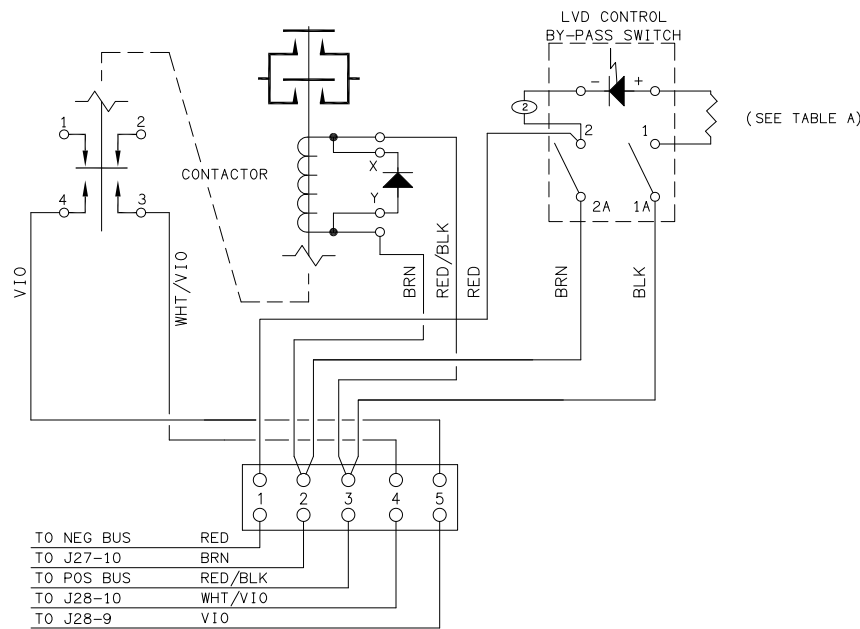 LVD CONTROL
BY-PASS SWITCH
- +
2
(SEE TABLE A)
1 2
2 1
X
CONTACTOR
Y
4 3
2A 1A
VIO
WHT/VIO
BRN
RED/BLK
RED
BRN
BLK
1 2 3 4 5
TO NEG BUS RED
TO J27-10 BRN
TO POS BUS RED/BLK
TO J28-10 WHT/VIO
TO J28-9 VIO